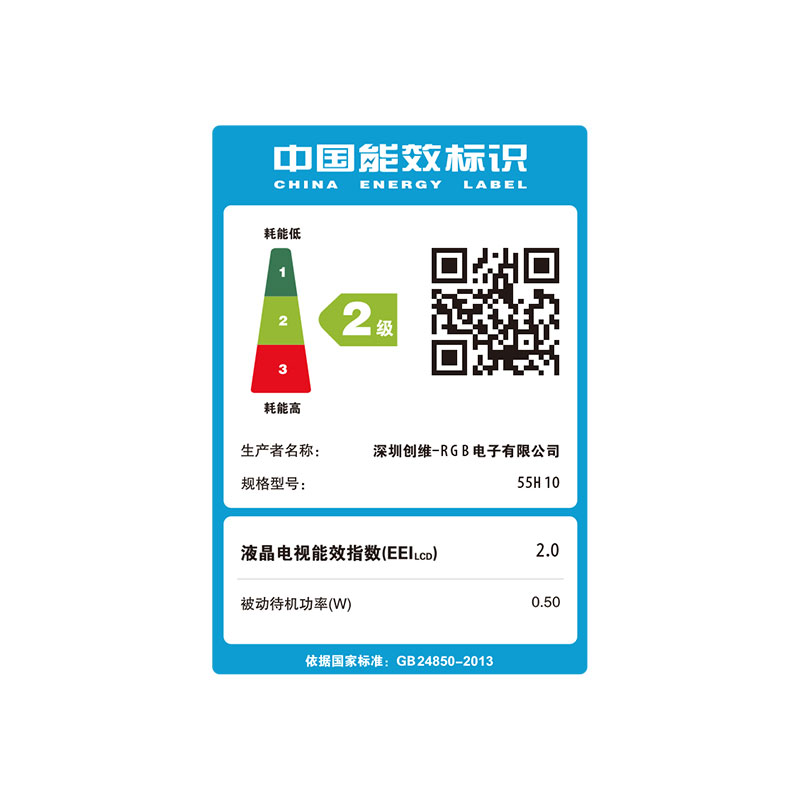 中国能效标识
CHINA ENERGY LABEL
耗能低
1
2
3
2级
耗能高
生产者名称： 深圳创维-RGB电子有限公司
规格型号： 55H10
液晶电视能效指数(EEILCD) 2.0
被动待机功率(W) 0.50
依据国家标准：GB24850-2013